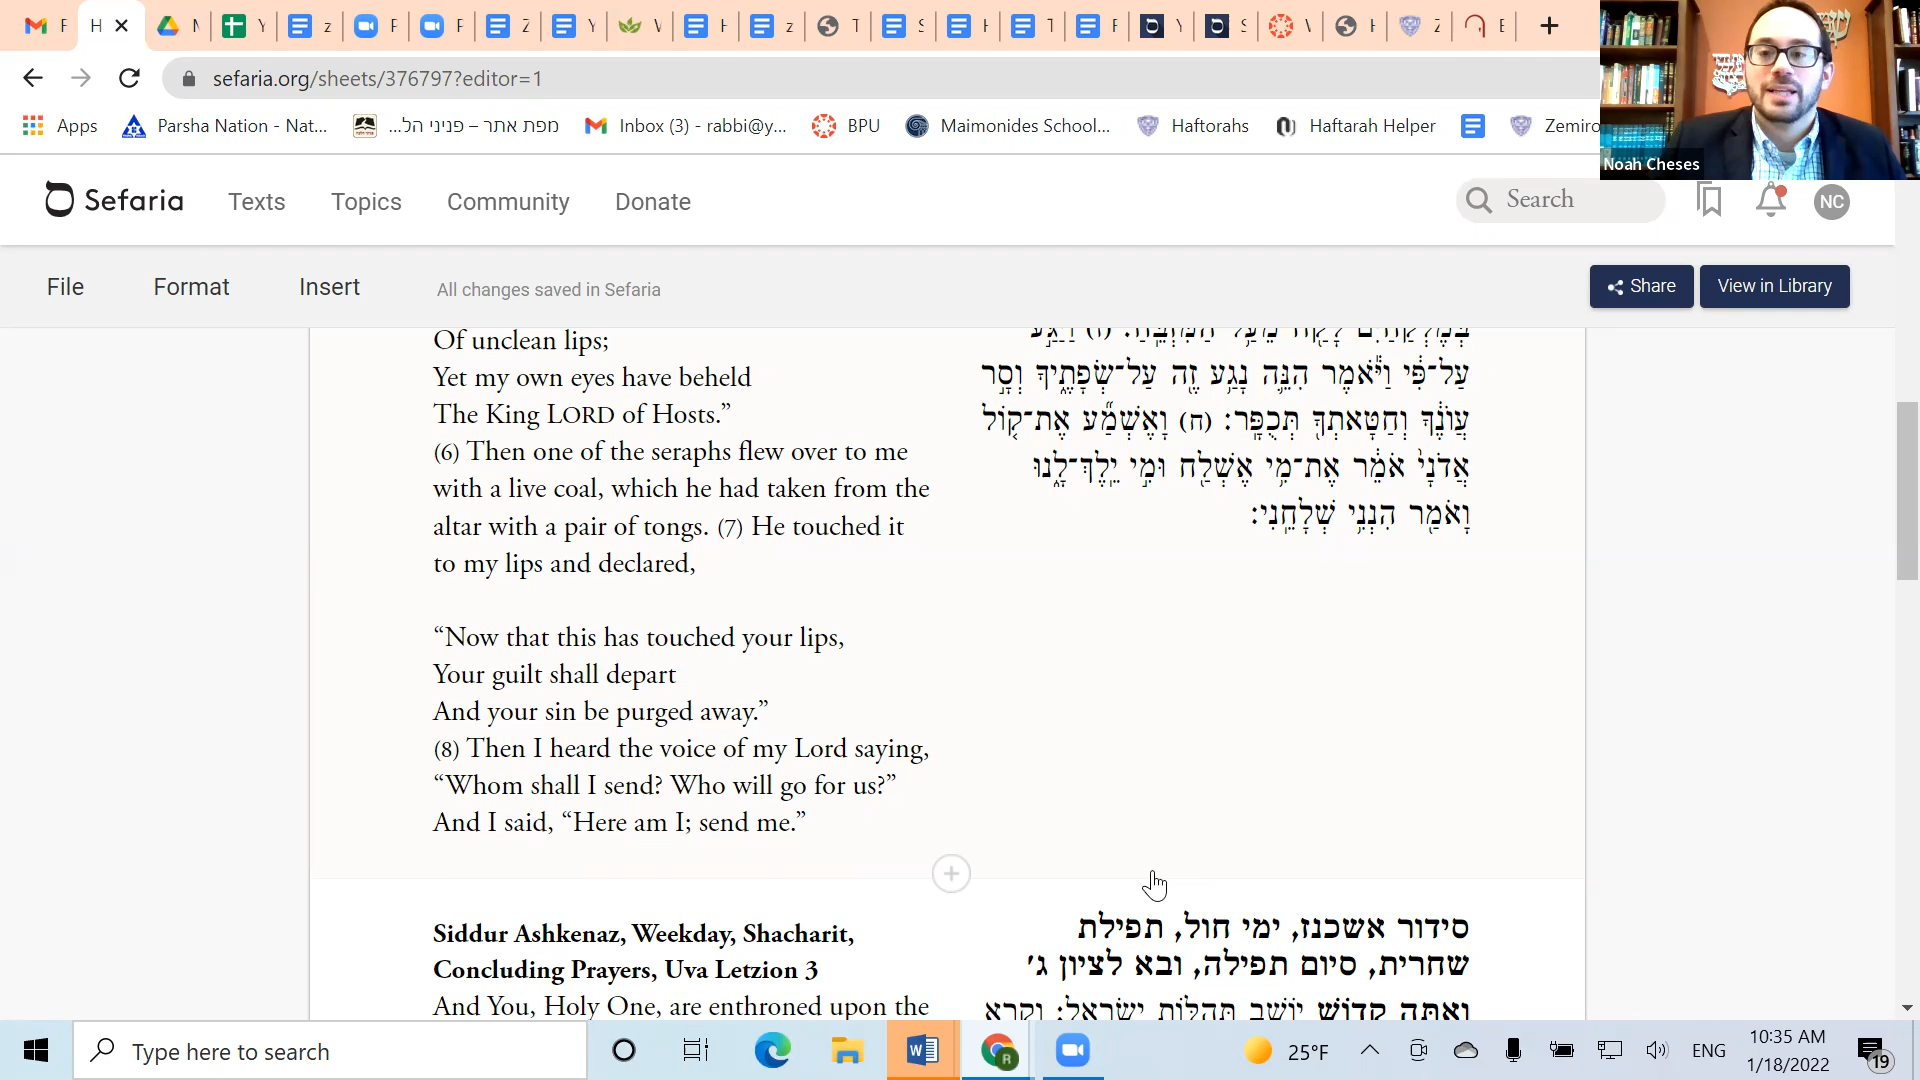 F
H
N
Y
z
F
F
Z
Y
V
H
z
T
S
H
T
F
Y
S
V
H
Z
E
sefaria.org/sheets/376797?editor=1
Apps
Parsha Nation - Nat...
מפת אתר – פניני הל...
Inbox (3) - rabbi@y...
BPU
Maimonides School...
Haftorahs
Haftarah Helper
Zemiro
Noah Cheses
Sefaria
Texts
Topics
Community
Donate
Search
NC
File
Format
Insert
All changes saved in Sefaria
Share
View in Library
Of unclean lips;
Yet my own eyes have beheld
The King LORD of Hosts.”
(6) Then one of the seraphs flew over to me
with a live coal, which he had taken from the
altar with a pair of tongs. (7) He touched it
to my lips and declared,
“Now that this has touched your lips,
Your guilt shall depart
And your sin be purged away.”
(8) Then I heard the voice of my Lord saying,
“Whom shall I send? Who will go for us?”
And I said, “Here am I; send me.”
בְּמֶלְקַחַ֔יִם לָקַ֖ח מֵעַ֥ל הַמִּזְבֵּֽחַ׃ (ז) וַיַּגַּ֣ע
עַל־פִּ֔י וַיֹּ֕אמֶר הִנֵּ֛ה נָגַ֥ע זֶ֖ה עַל־שְׂפָתֶ֑יךָ וְסָ֣ר
עֲוֺנֶ֔ךָ וְחַטָּאתְךָ֖ תְּכֻפָּֽר׃ (ח) וָאֶשְׁמַ֞ע אֶת־ק֤וֹל
אֲדֹנָי֙ אֹמֵ֔ר אֶת־מִ֥י אֶשְׁלַ֖ח וּמִ֣י יֵֽלֶךְ־לָ֑נוּ
וָאֹמַ֖ר הִנְנִ֥י שְׁלָחֵֽנִי׃
Siddur Ashkenaz, Weekday, Shacharit,
Concluding Prayers, Uva Letzion 3
And You, Holy One, are enthroned upon the
סידור אשכנז, ימי חול, תפילת
שחרית, סיום תפילה, ובא לציון ג׳
וְאַתָּה קָדוֹשׁ יוֹשֵׁב תְּהִלּוֹת יִשְׂרָאֵל: וְקָרָא
Type here to search
25°F
ENG
10:35 AM
1/18/2022
19